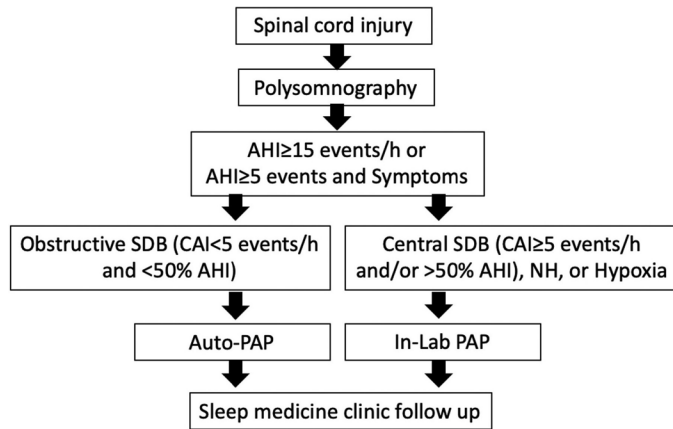 Spinal cord injury
Polysomnography
AHI≥15 events/h or
AHI≥5 events and Symptoms
Obstructive SDB (CAI<5 events/h
and <50% AHI)
Central SDB (CAI≥5 events/h
and/or >50% AHI), NH, or Hypoxia
Auto-PAP
In-Lab PAP
Sleep medicine clinic follow up